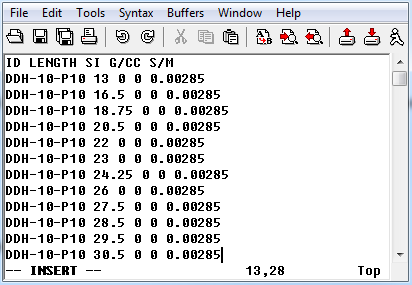 File Edit Tools Syntax Buffers Window Help
ID LENGTH SI G/CC S/M
DDH-10-P10 13 0 0 0.00285
DDH-10-P10 16.5 0 0 0.00285
DDH-10-P10 18.75 0 0 0.00285
DDH-10-P10 20.5 0 0 0.00285
DDH-10-P10 22 0 0 0.00285
DDH-10-P10 23 0 0 0.00285
DDH-10-P10 24.25 0 0 0.00285
DDH-10-P10 26 0 0 0.00285
DDH-10-P10 27.5 0 0 0.00285
DDH-10-P10 28.5 0 0 0.00285
DDH-10-P10 29.5 0 0 0.00285
DDH-10-P10 30.5 0 0 0.00285
-- INSERT -- 13,28 Top